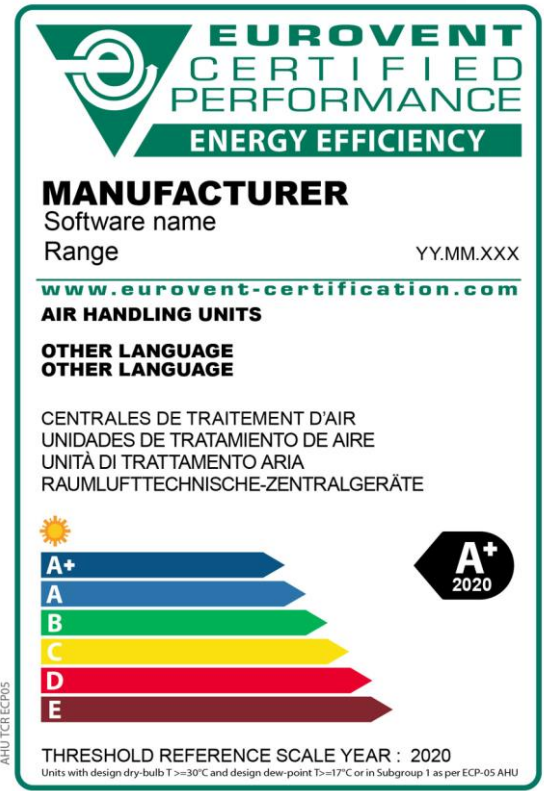 EUROVENT
CERTIFIED
PERFORMANCE
ENERGY EFFICIENCY
MANUFACTURER
Software name
Range YY.MM.XXX
www.eurovent-certification.com
AIR HANDLING UNITS
OTHER LANGUAGE
OTHER LANGUAGE
CENTRALES DE TRAITEMENT D'AIR
UNIDADES DE TRATAMIENTO DE AIRE
UNITÀ DI TRATTAMENTO ARIA
RAUMLUFTTECHNISCHE-ZENTRALGERÄTE
A+
A
B
C
D
E
A+
2020
THRESHOLD REFERENCE SCALE YEAR : 2020
Units with design dry-bulb T >=30°C and design dew-point T>=17°C or in Subgroup 1 as per ECP-05 AHU
AHU TCR ECP05